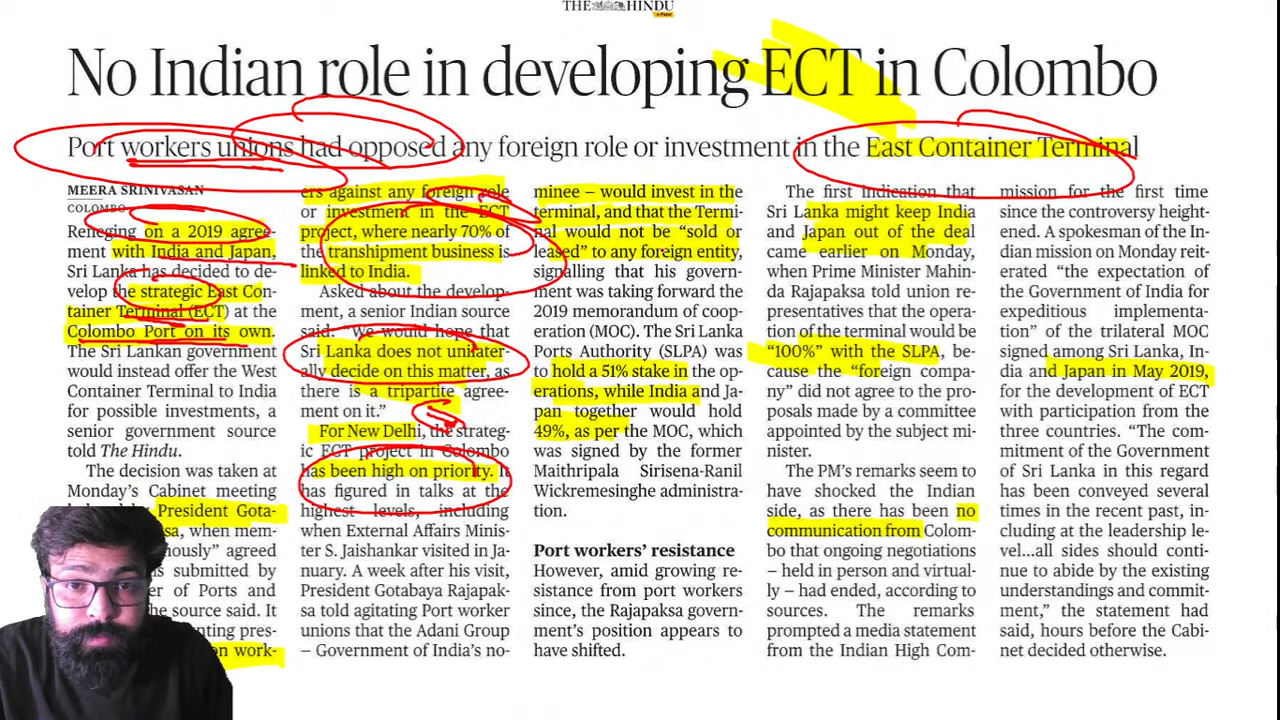 THE HINDU
e-Paper
No Indian role in developing ECT in Colombo
Port workers unions had opposed any foreign role or investment in the East Container Terminal
MEERA SRINIVASAN
COLOMBO
Reneging on a 2019 agree-
ment with India and Japan,
Sri Lanka has decided to de-
velop the strategic East Con-
tainer Terminal (ECT) at the
Colombo Port on its own.
The Sri Lankan government
would instead offer the West
Container Terminal to India
for possible investments, a
senior government source
told The Hindu.
The decision was taken at
Monday's Cabinet meeting
President Gota-
when mem-
agreed
submitted by
of Ports and
he source said. It
pres-
on work-
ers against any foreign role
or investment in the ECT
project, where nearly 70% of
the transhipment business is
linked to India.
Asked about the develop-
ment, a senior Indian source
said: "We would hope that
Sri Lanka does not unilater-
ally decide on this matter, as
there is a tripartite agree-
ment on it."
For New Delhi, the strateg-
ic ECT project in Colombo
has been high on priority. It
has figured in talks at the
highest levels, including
when External Affairs Minis-
ter S. Jaishankar visited in Ja-
nuary. A week after his visit,
President Gotabaya Rajapak-
sa told agitating Port worker
unions that the Adani Group
– Government of India's no-
minee – would invest in the
terminal, and that the Termi-
nal would not be "sold or
leased" to any foreign entity,
signalling that his govern-
ment was taking forward the
2019 memorandum of coop-
eration (MOC). The Sri Lanka
Ports Authority (SLPA) was
to hold a 51% stake in the op-
erations, while India and Ja-
pan together would hold
49%, as per the MOC, which
was signed by the former
Maithripala Sirisena-Ranil
Wickremesinghe administra-
tion.
Port workers' resistance
However, amid growing re-
sistance from port workers
since, the Rajapaksa govern-
ment's position appears to
have shifted.
The first indication that
Sri Lanka might keep India
and Japan out of the deal
came earlier on Monday,
when Prime Minister Mahin-
da Rajapaksa told union re-
presentatives that the opera-
tion of the terminal would be
"100%" with the SLPA, be-
cause the "foreign compa-
ny" did not agree to the pro-
posals made by a committee
appointed by the subject mi-
nister.
The PM's remarks seem to
have shocked the Indian
side, as there has been no
communication from Colom-
bo that ongoing negotiations
– held in person and virtual-
ly – had ended, according to
sources. The remarks
prompted a media statement
from the Indian High Com-
mission for the first time
since the controversy height-
ened. A spokesman of the In-
dian mission on Monday reit-
erated "the expectation of
the Government of India for
expeditious implementa-
tion" of the trilateral MOC
signed among Sri Lanka, In-
dia and Japan in May 2019,
for the development of ECT
with participation from the
three countries. "The com-
mitment of the Government
of Sri Lanka in this regard
has been conveyed several
times in the recent past, in-
cluding at the leadership le-
vel...all sides should conti-
nue to abide by the existing
understandings and commit-
ment," the statement had
said, hours before the Cabi-
net decided otherwise.